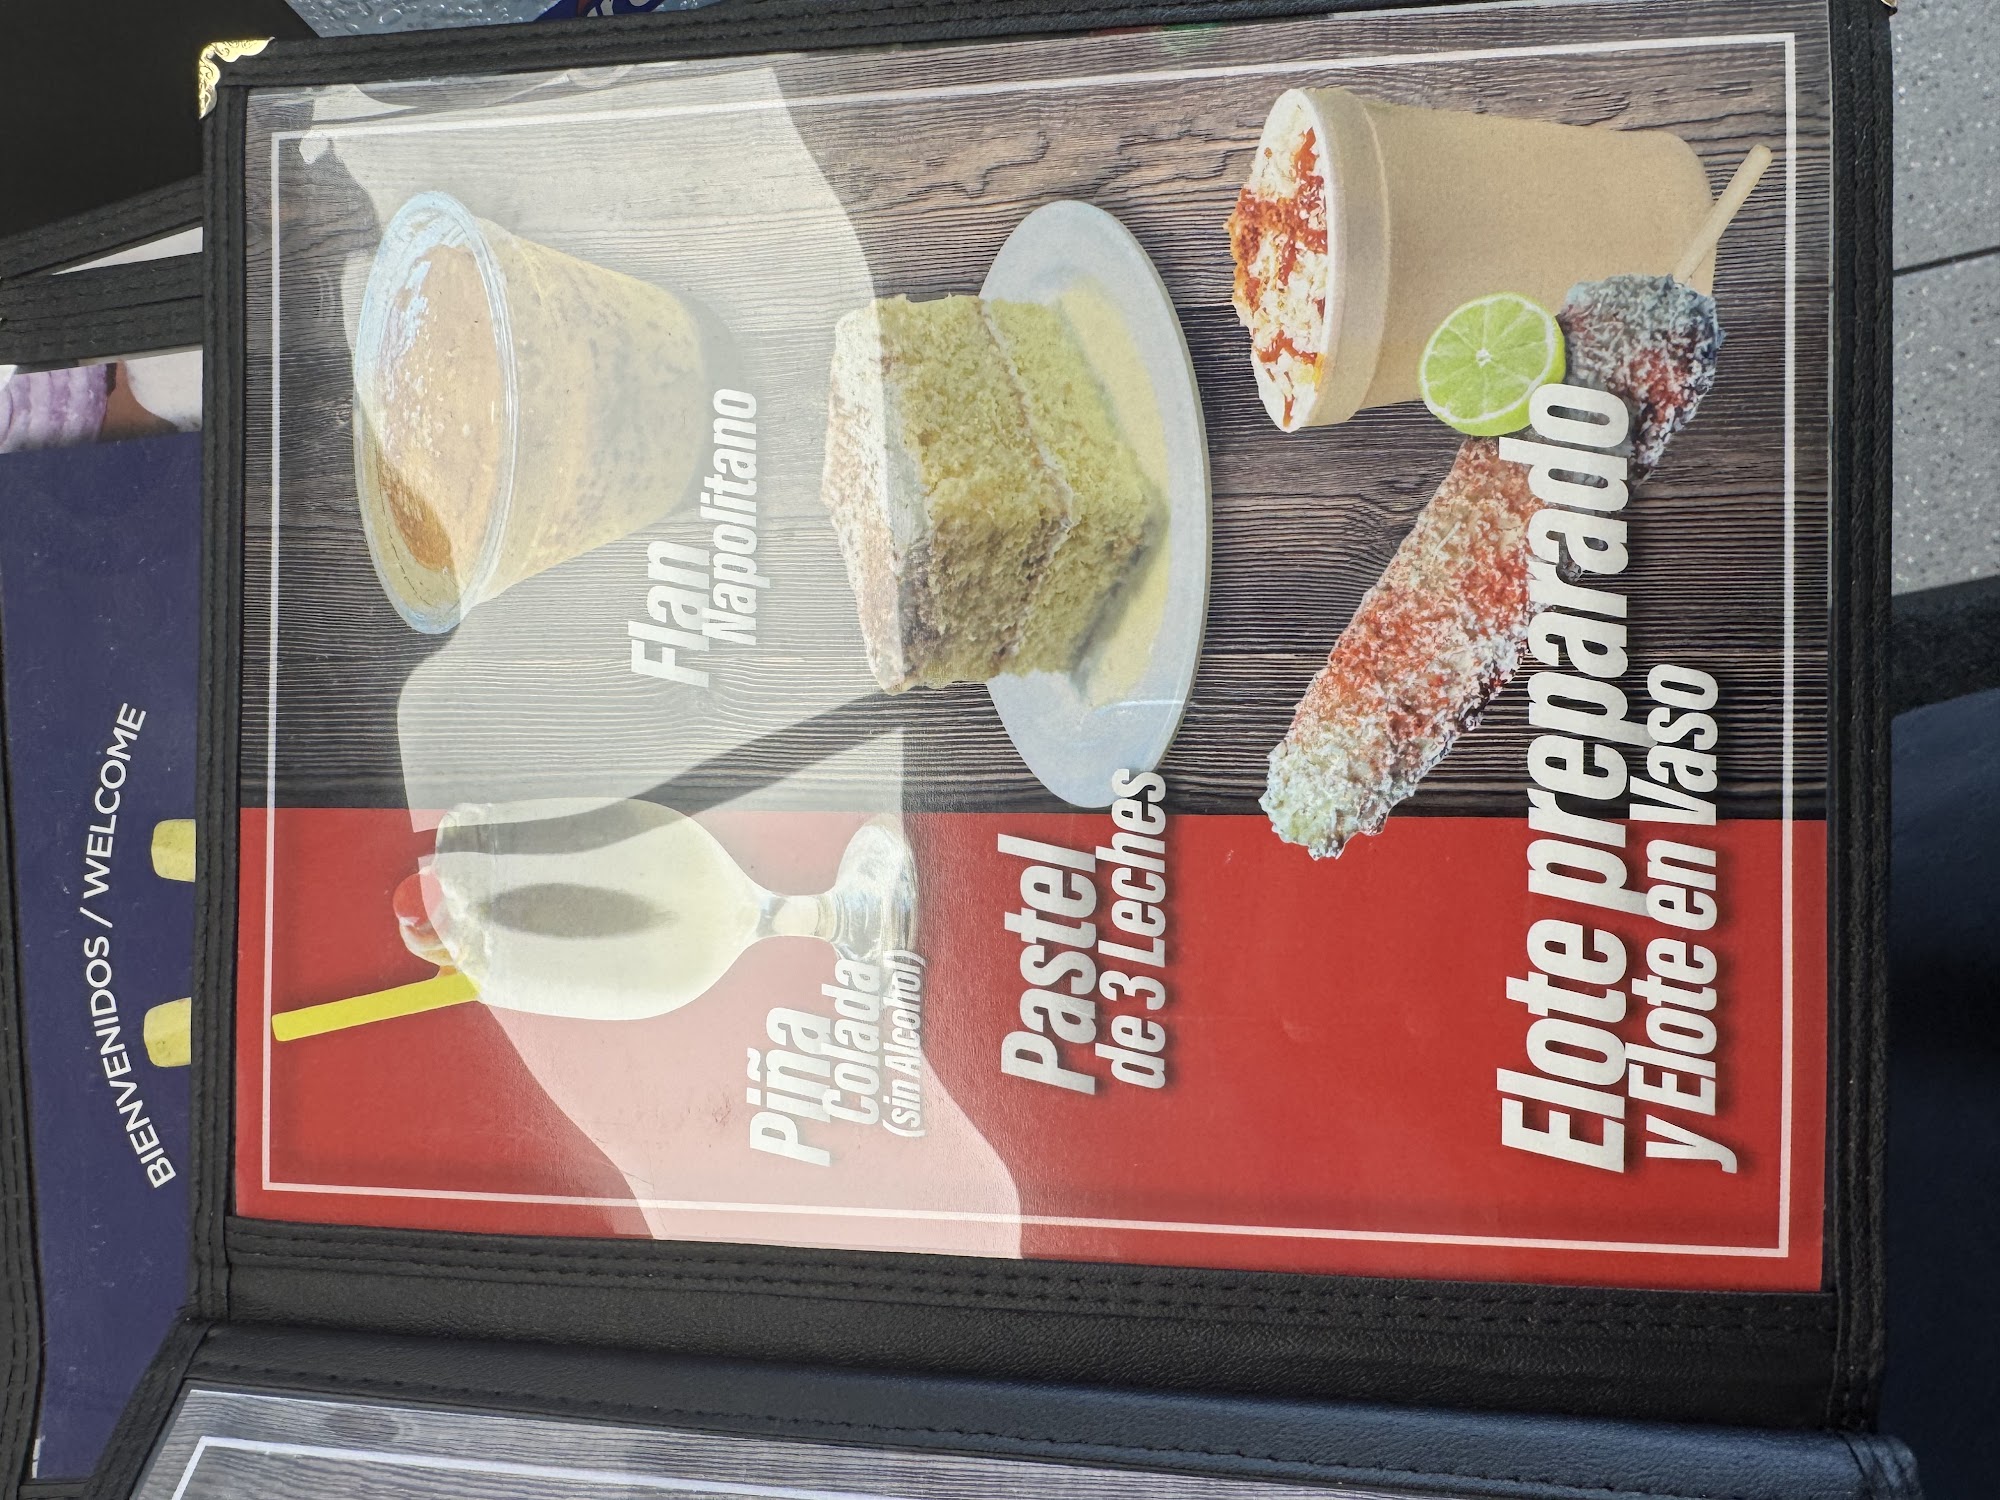 BIENVENIDOS / WELCOME
Piña
Colada
(sin Alcohol)
Flan
Napolitano
Pastel
de 3 Leches
Elote preparado
y Elote en Vaso